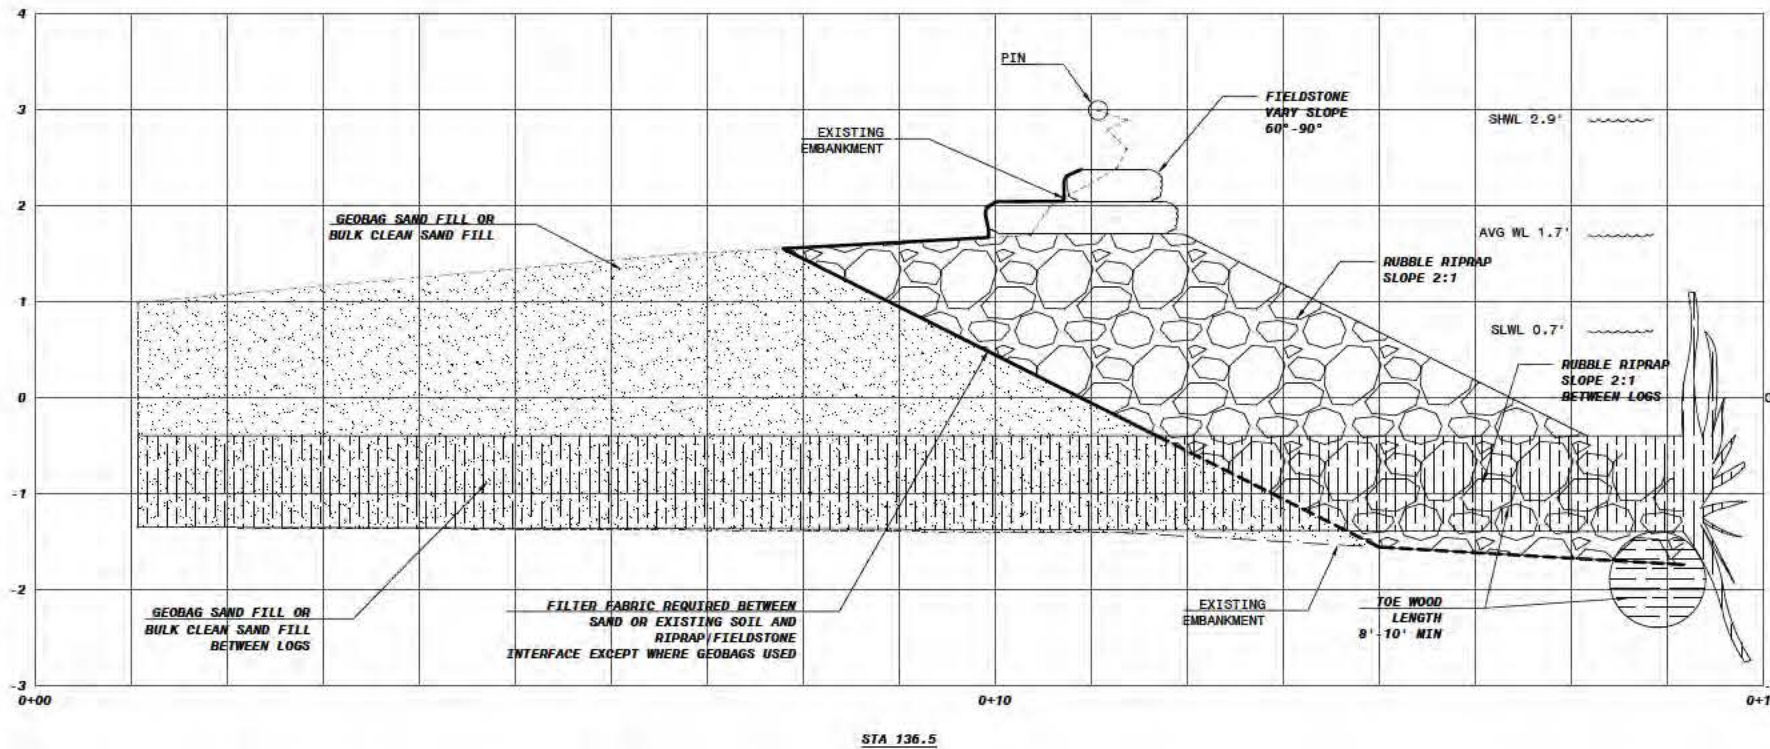 4
3
2
1
0
-1
-2
-3
PIN
FIELDSTONE
VARY SLOPE
60°-90°
SHWL 2.9'
EXISTING
EMBANKMENT
GEOBAG SAND FILL OR
BULK CLEAN SAND FILL
AVG WL 1.7'
RUBBLE RIPRAP
SLOPE 2:1
SLWL 0.7'
RUBBLE RIPRAP
SLOPE 2:1
BETWEEN LOGS
GEOBAG SAND FILL OR
BULK CLEAN SAND FILL
BETWEEN LOGS
FILTER FABRIC REQUIRED BETWEEN
SAND OR EXISTING SOIL AND
RIPRAP/FIELDSTONE
INTERFACE EXCEPT WHERE GEOBAGS USED
EXISTING
EMBANKMENT
TOE WOOD
LENGTH
8'-10' MIN
0+00
0+10
0+1
STA 136.5